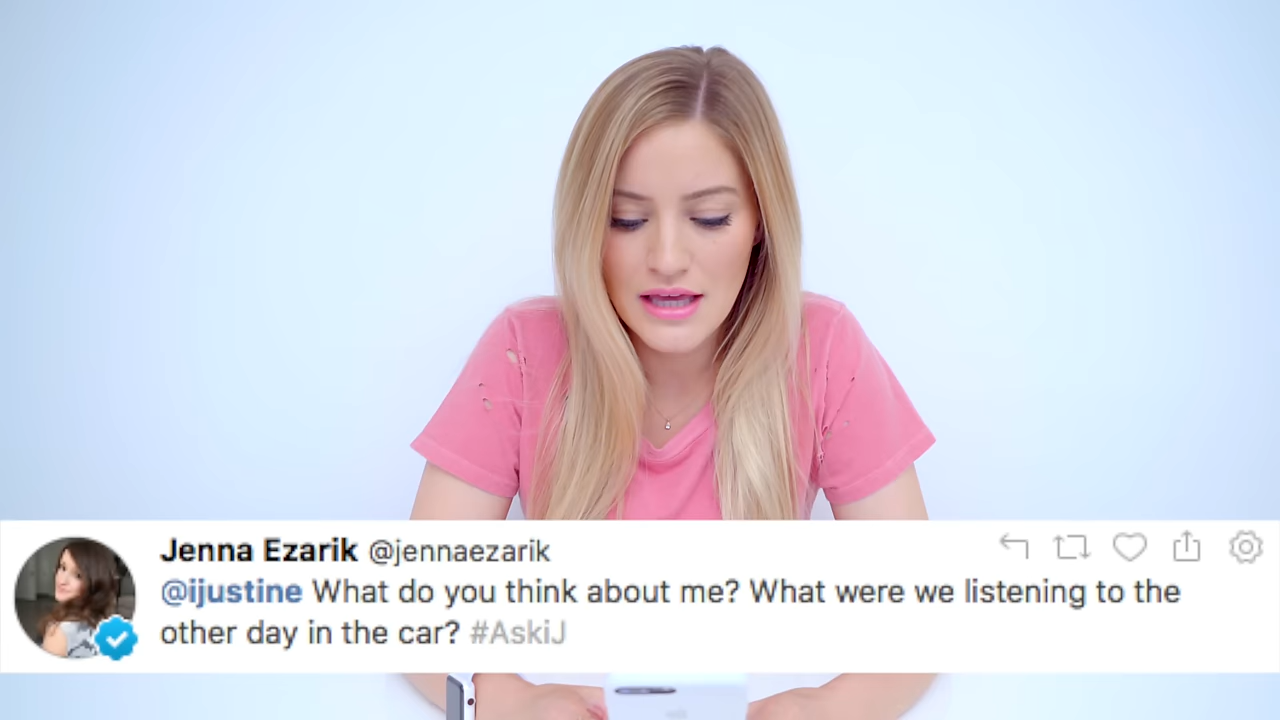 Jenna Ezarik @jennaezarik
@ijustine What do you think about me? What were we listening to the
other day in the car? #AskiJ